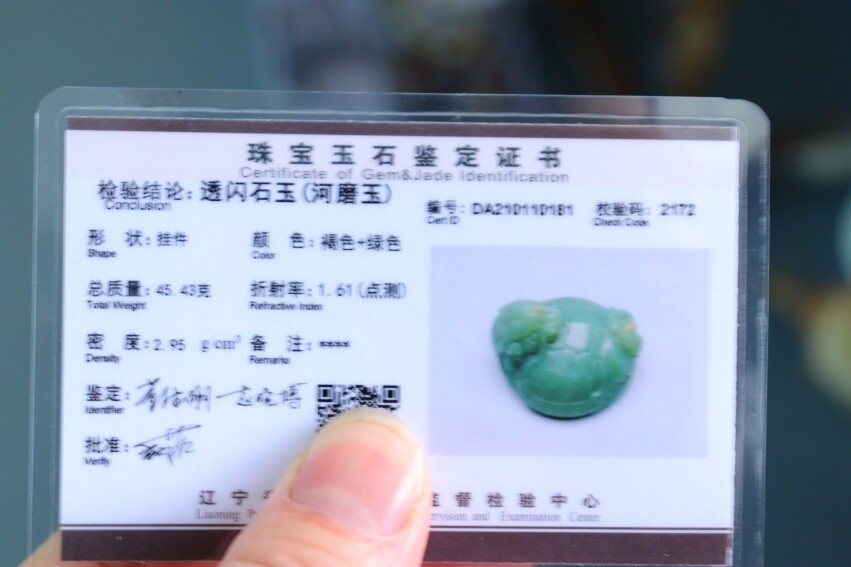 珠宝玉石鉴定证书
Certificate of Gem&Jade Identification
检验结论：透闪石玉(河磨玉)
Conclusion
编号：DA210110181 校验码：2172
Cert ID Check Code
形 状：挂件 颜 色：褐色+绿色
Shape Color
总质量：45.43克 折射率：1.61(点测)
Total Weight Refractive Index
密 度：2.95 g/cm³ 备 注：****
Density Remarks
鉴定：
Identifier
批准：
Verify
辽宁 监督检验中心
Liaoning and Examination Center